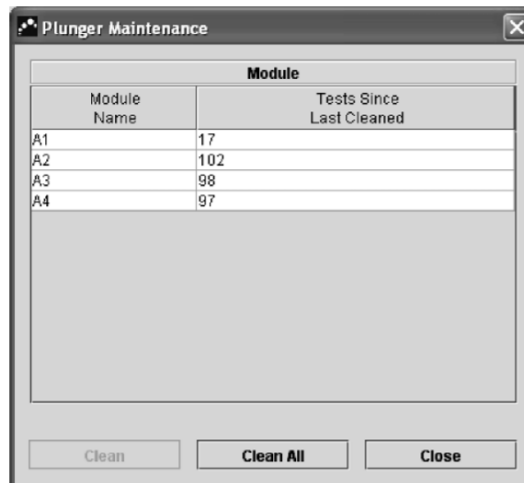 Plunger Maintenance
Module
Module Name
Tests Since Last Cleaned
A1 17
A2 102
A3 98
A4 97
Clean
Clean All
Close